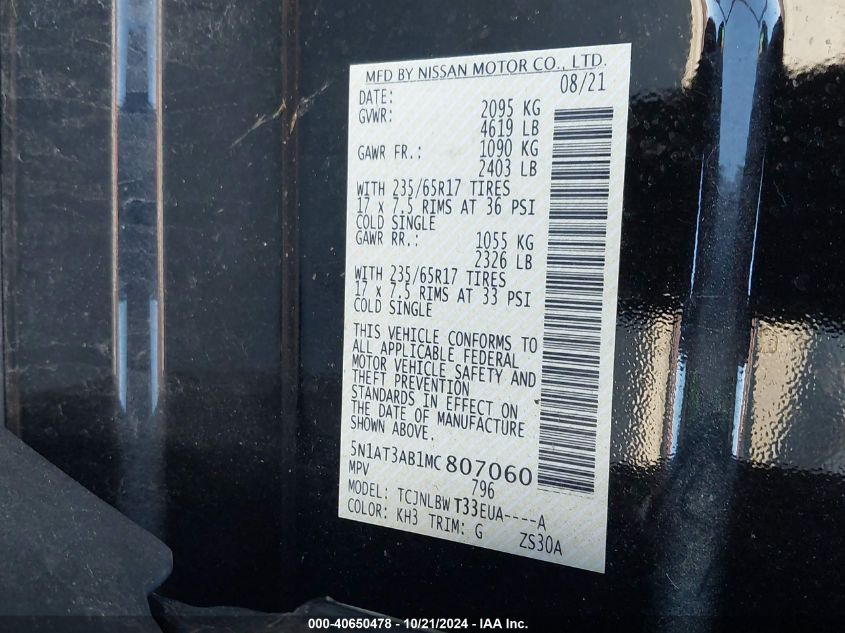 MFD BY NISSAN MOTOR CO., LTD.
DATE: 08/21
GVWR: 2095 KG
4619 LB
GAWR FR.: 1090 KG
2403 LB
WITH 235/65R17 TIRES
17 x 7.5 RIMS AT 36 PSI
COLD SINGLE
GAWR RR.: 1055 KG
2326 LB
WITH 235/65R17 TIRES
17 x 7.5 RIMS AT 33 PSI
COLD SINGLE
THIS VEHICLE CONFORMS TO
ALL APPLICABLE FEDERAL
MOTOR VEHICLE SAFETY AND
THEFT PREVENTION
STANDARDS IN EFFECT ON
THE DATE OF MANUFACTURE
SHOWN ABOVE.
5N1AT3AB1MC807060
MPV 796
MODEL: TCJNLBWT33EUA----A
COLOR: KH3 TRIM: G ZS30A
000-40650478 - 10/21/2024 - IAA Inc.